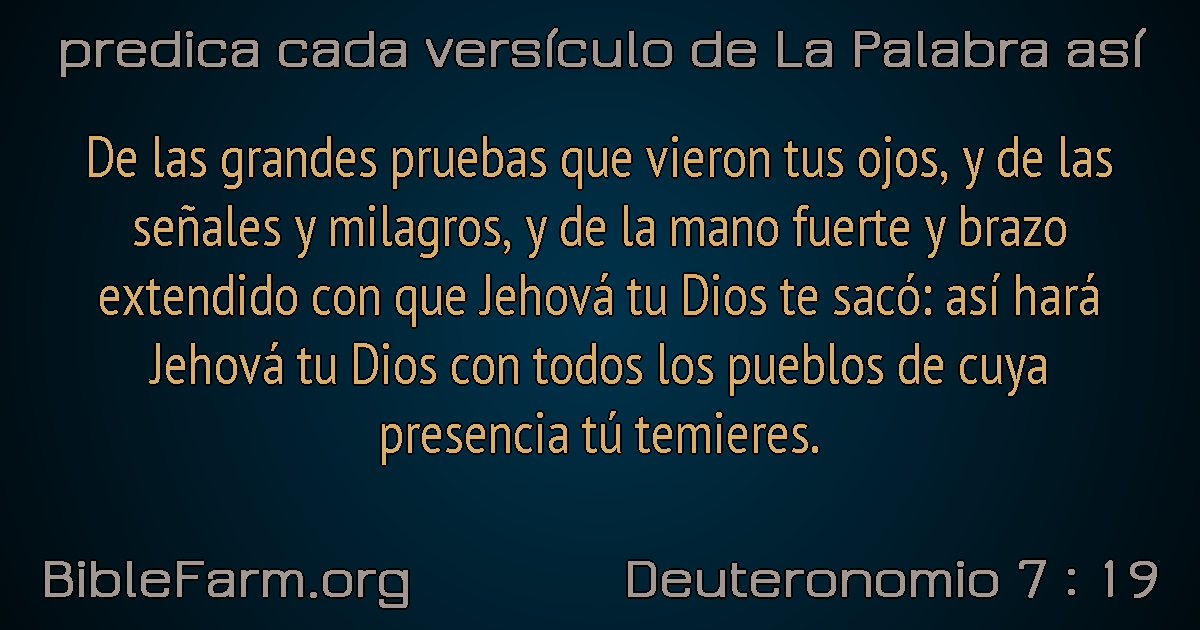 predica cada versículo de La Palabra así
De las grandes pruebas que vieron tus ojos, y de las
señales y milagros, y de la mano fuerte y brazo
extendido con que Jehová tu Dios te sacó: así hará
Jehová tu Dios con todos los pueblos de cuya
presencia tú temieres.
BibleFarm.org
Deuteronomio 7 : 19